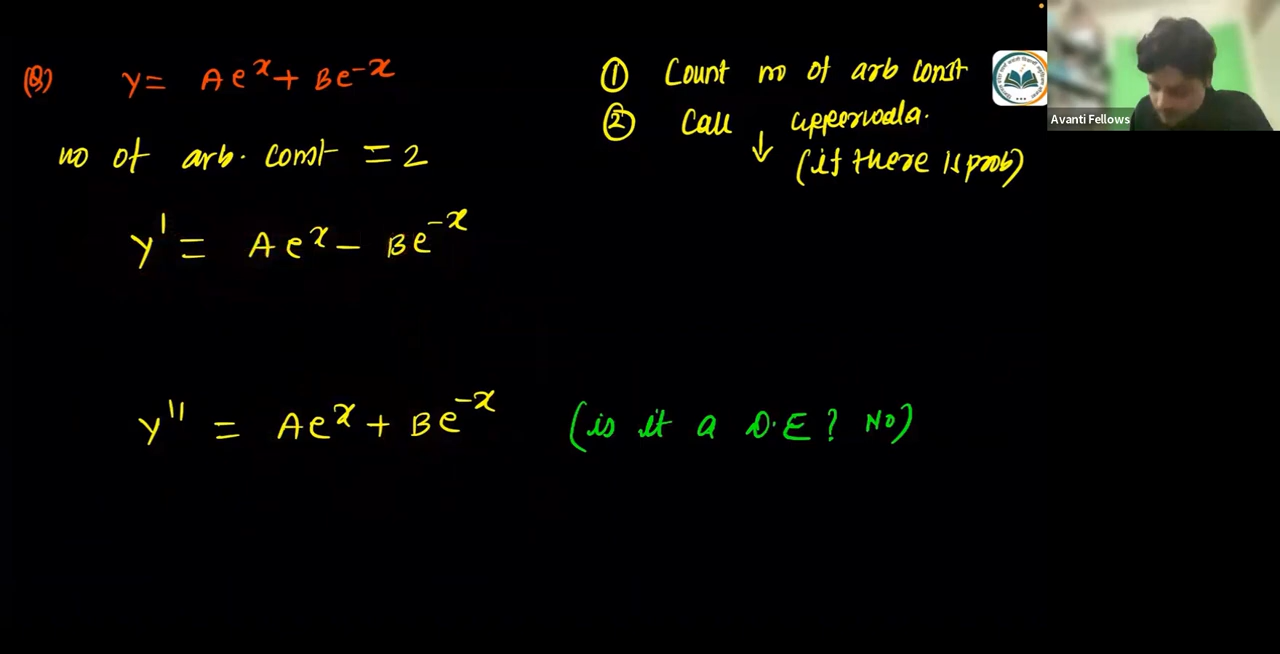 (Q) y = Ae^x + Be^-x
no of arb. const = 2
y' = Ae^x - Be^-x
y'' = Ae^x + Be^-x (is it a D.E? NO)
① Count no of arb const
② Call upperwala.
↓ (if there is prob)
Avanti Fellows